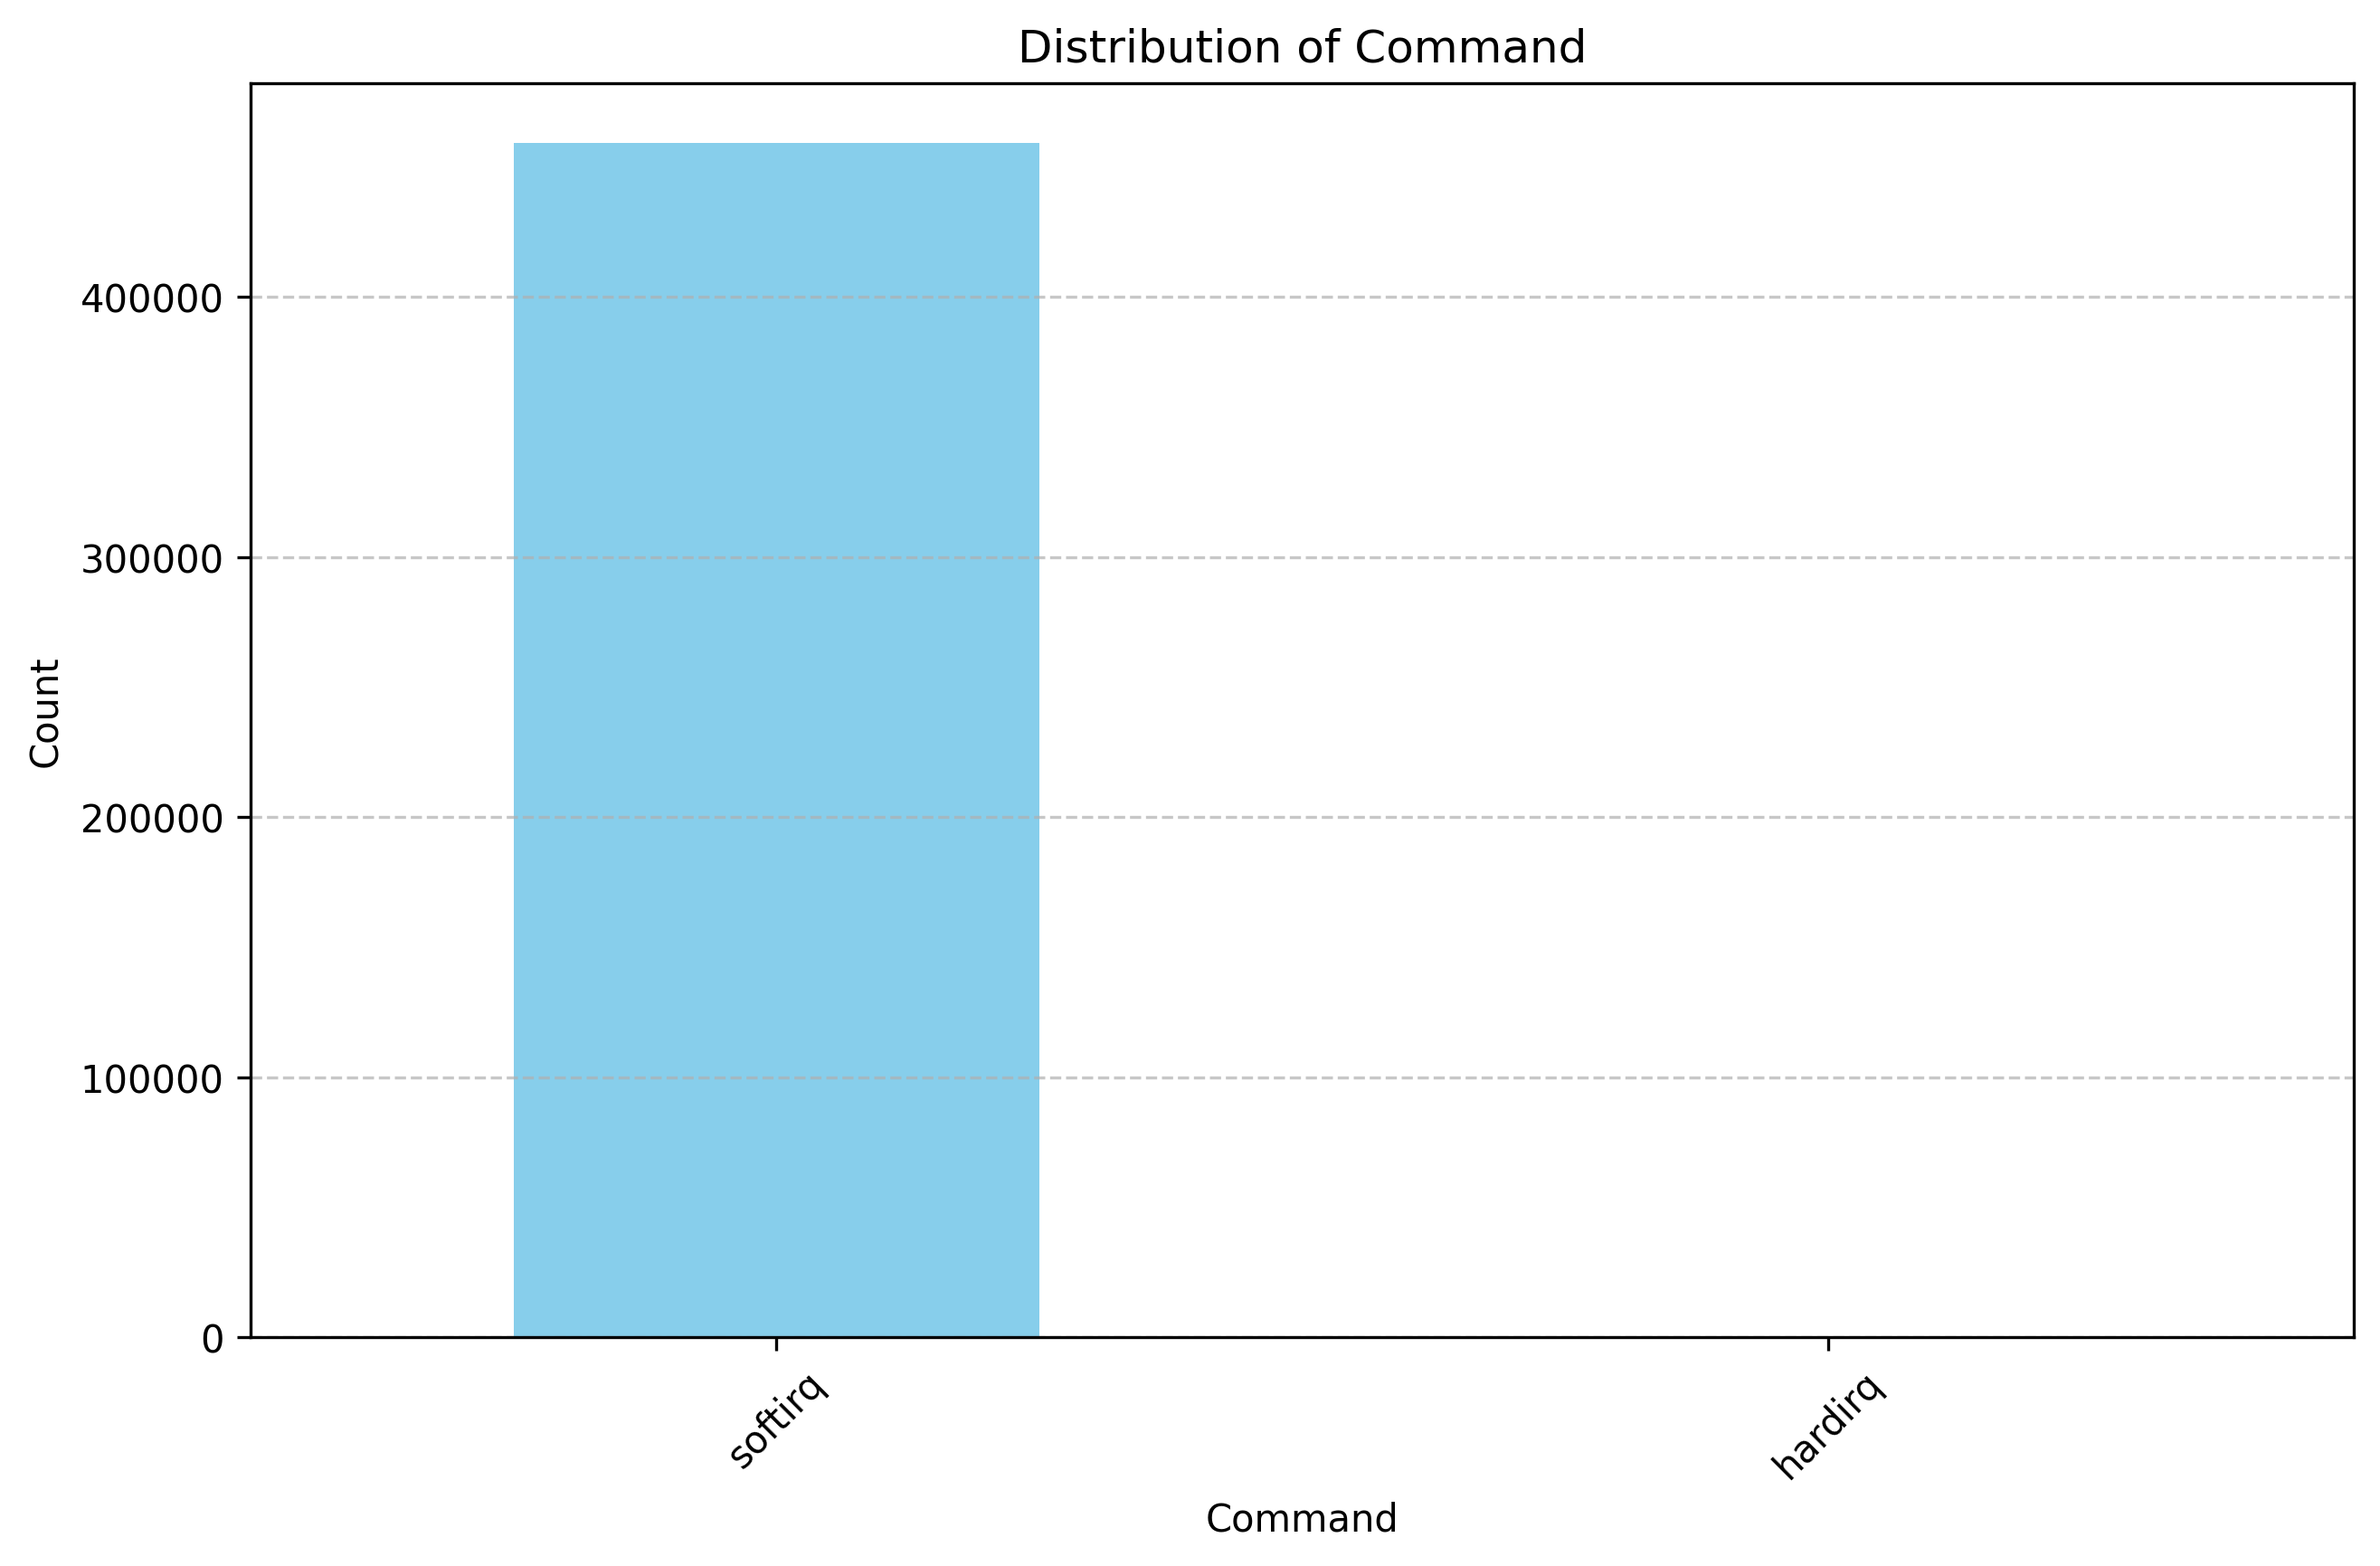 Distribution of Command
Count
400000
300000
200000
100000
0
softirq
hardirq
Command